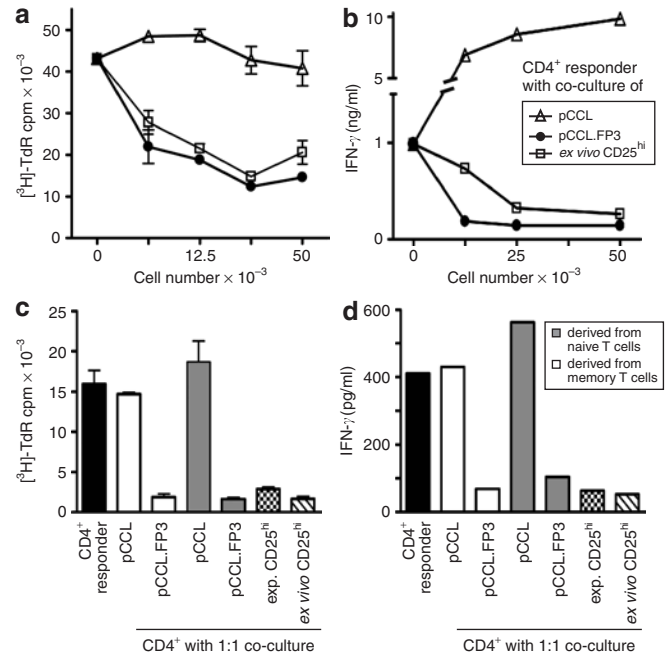 a
[³H]-TdR cpm × 10⁻³
50
40
30
20
10
0
0
12.5
50
Cell number × 10⁻³
b
IFN-γ (ng/ml)
10
5
1
0
0
25
50
Cell number × 10⁻³
CD4⁺ responder
with co-culture of
pCCL
pCCL.FP3
ex vivo CD25ʰⁱ
c
[³H]-TdR cpm × 10⁻³
25
20
15
10
5
0
CD4⁺ responder
pCCL
pCCL.FP3
pCCL
pCCL.FP3
exp. CD25ʰⁱ
ex vivo CD25ʰⁱ
CD4⁺ with 1:1 co-culture
d
IFN-γ (pg/ml)
600
400
200
0
derived from
naive T cells
derived from
memory T cells
CD4⁺ responder
pCCL
pCCL.FP3
pCCL
pCCL.FP3
exp. CD25ʰⁱ
ex vivo CD25ʰⁱ
CD4⁺ with 1:1 co-culture